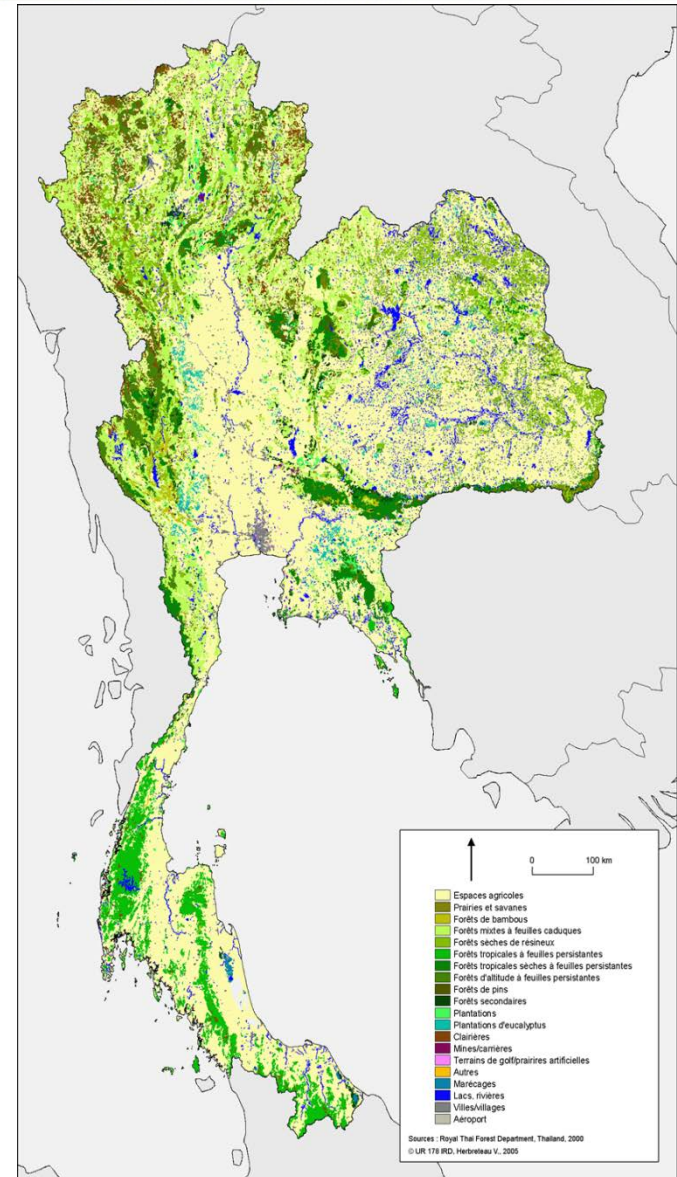 0 100 km
Espaces agricoles
Prairies et savanes
Forêts de bambous
Forêts mixtes à feuilles caduques
Forêts sèches de résineux
Forêts tropicales à feuilles persistantes
Forêts tropicales sèches à feuilles persistantes
Forêts d'altitude à feuilles persistantes
Forêts de pins
Forêts secondaires
Plantations
Plantations d'eucalyptus
Clairières
Mines/carrières
Terrains de golf/prairires artificielles
Autres
Marécages
Lacs, rivières
Villes/villages
Aéroport
Sources : Royal Thai Forest Department, Thailand, 2000
© UR 178 IRD, Herbreteau V., 2005